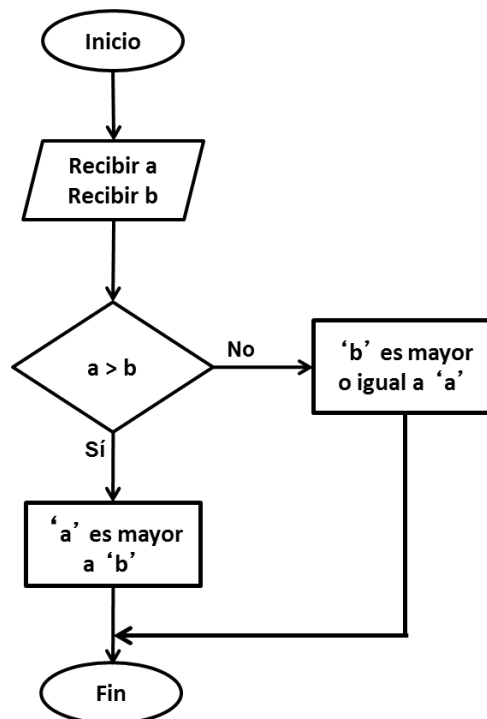 Inicio
Recibir a
Recibir b
a > b
No
‘b’ es mayor
o igual a ‘a’
Sí
‘a’ es mayor
a ‘b’
Fin